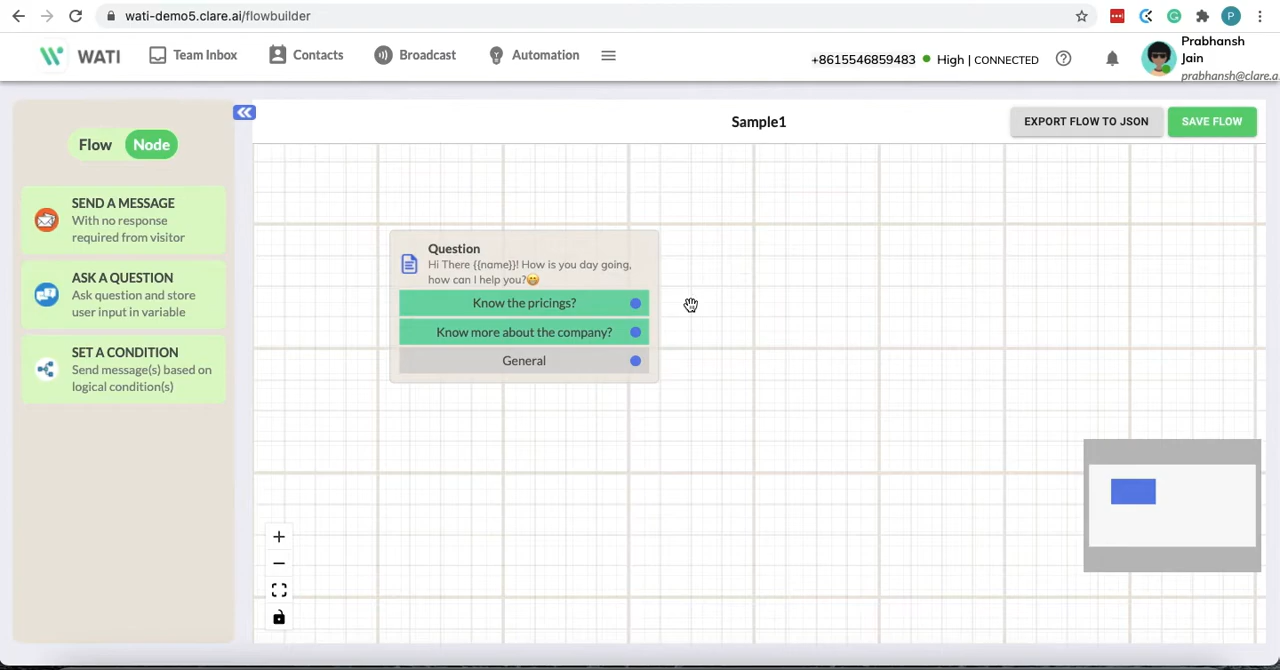 wati-demo5.clare.ai/flowbuilder
P
WATI
Team Inbox
Contacts
Broadcast
Automation
+8615546859483
High | CONNECTED
Prabhansh
Jain
prabhansh@clare.a
Sample1
EXPORT FLOW TO JSON
SAVE FLOW
Flow
Node
SEND A MESSAGE
With no response
required from visitor
ASK A QUESTION
Ask question and store
user input in variable
SET A CONDITION
Send message(s) based on
logical condition(s)
Question
Hi There {{name}}! How is you day going,
how can I help you?😁
Know the pricings?
Know more about the company?
General